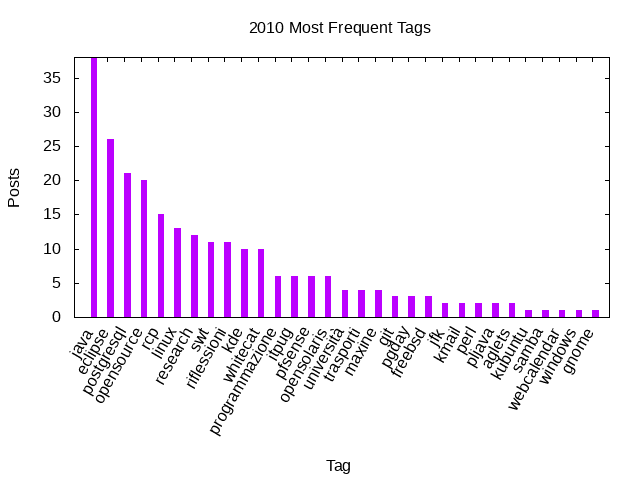 2010 Most Frequent Tags
Posts
35
30
25
20
15
10
5
0
java
eclipse
postgresql
opensource
rcp
linux
research
swt
riflessioni
kde
whitecat
programmazione
itpug
pfsense
opensolaris
università
trasporti
maxine
git
pgday
freebsd
jfk
kmail
perl
pljava
aglets
kubuntu
samba
webcalendar
windows
gnome
Tag